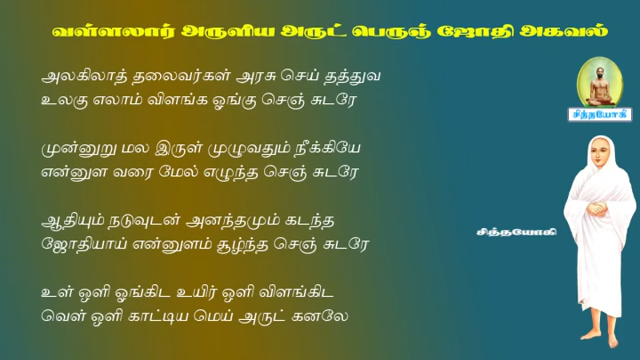 வள்ளலார் அருளிய அருட் பெருஞ் ஜோதி அகவல்
அலகிலாத் தலைவர்கள் அரசு செய் தத்துவ
உலகு எலாம் விளங்க ஓங்கு செஞ் சுடரே
முன்னுறு மல இருள் முழுவதும் நீக்கியே
என்னுள வரை மேல் எழுந்த செஞ் சுடரே
ஆதியும் நடுவுடன் அனந்தமும் கடந்த
ஜோதியாய் என்னுளம் சூழ்ந்த செஞ் சுடரே
உள் ஒளி ஓங்கிட உயிர் ஒளி விளங்கிட
வெள் ஒளி காட்டிய மெய் அருட் கனலே
சித்தயோகி
சித்தயோகி